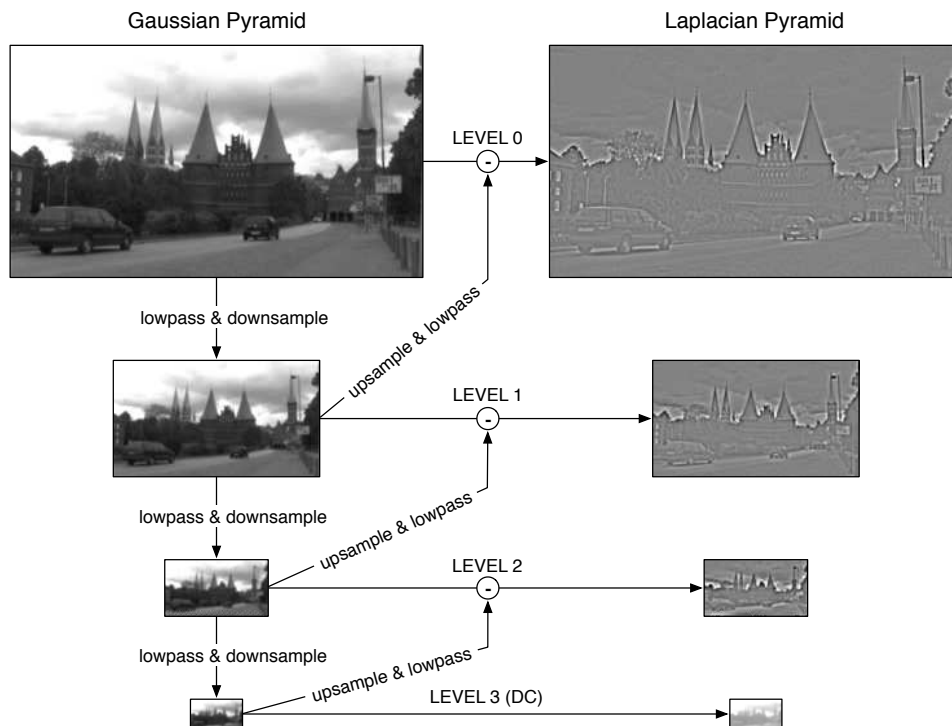 Gaussian Pyramid
Laplacian Pyramid
LEVEL 0
-
lowpass & downsample
upsample & lowpass
LEVEL 1
-
lowpass & downsample
upsample & lowpass
LEVEL 2
-
lowpass & downsample
upsample & lowpass
LEVEL 3 (DC)